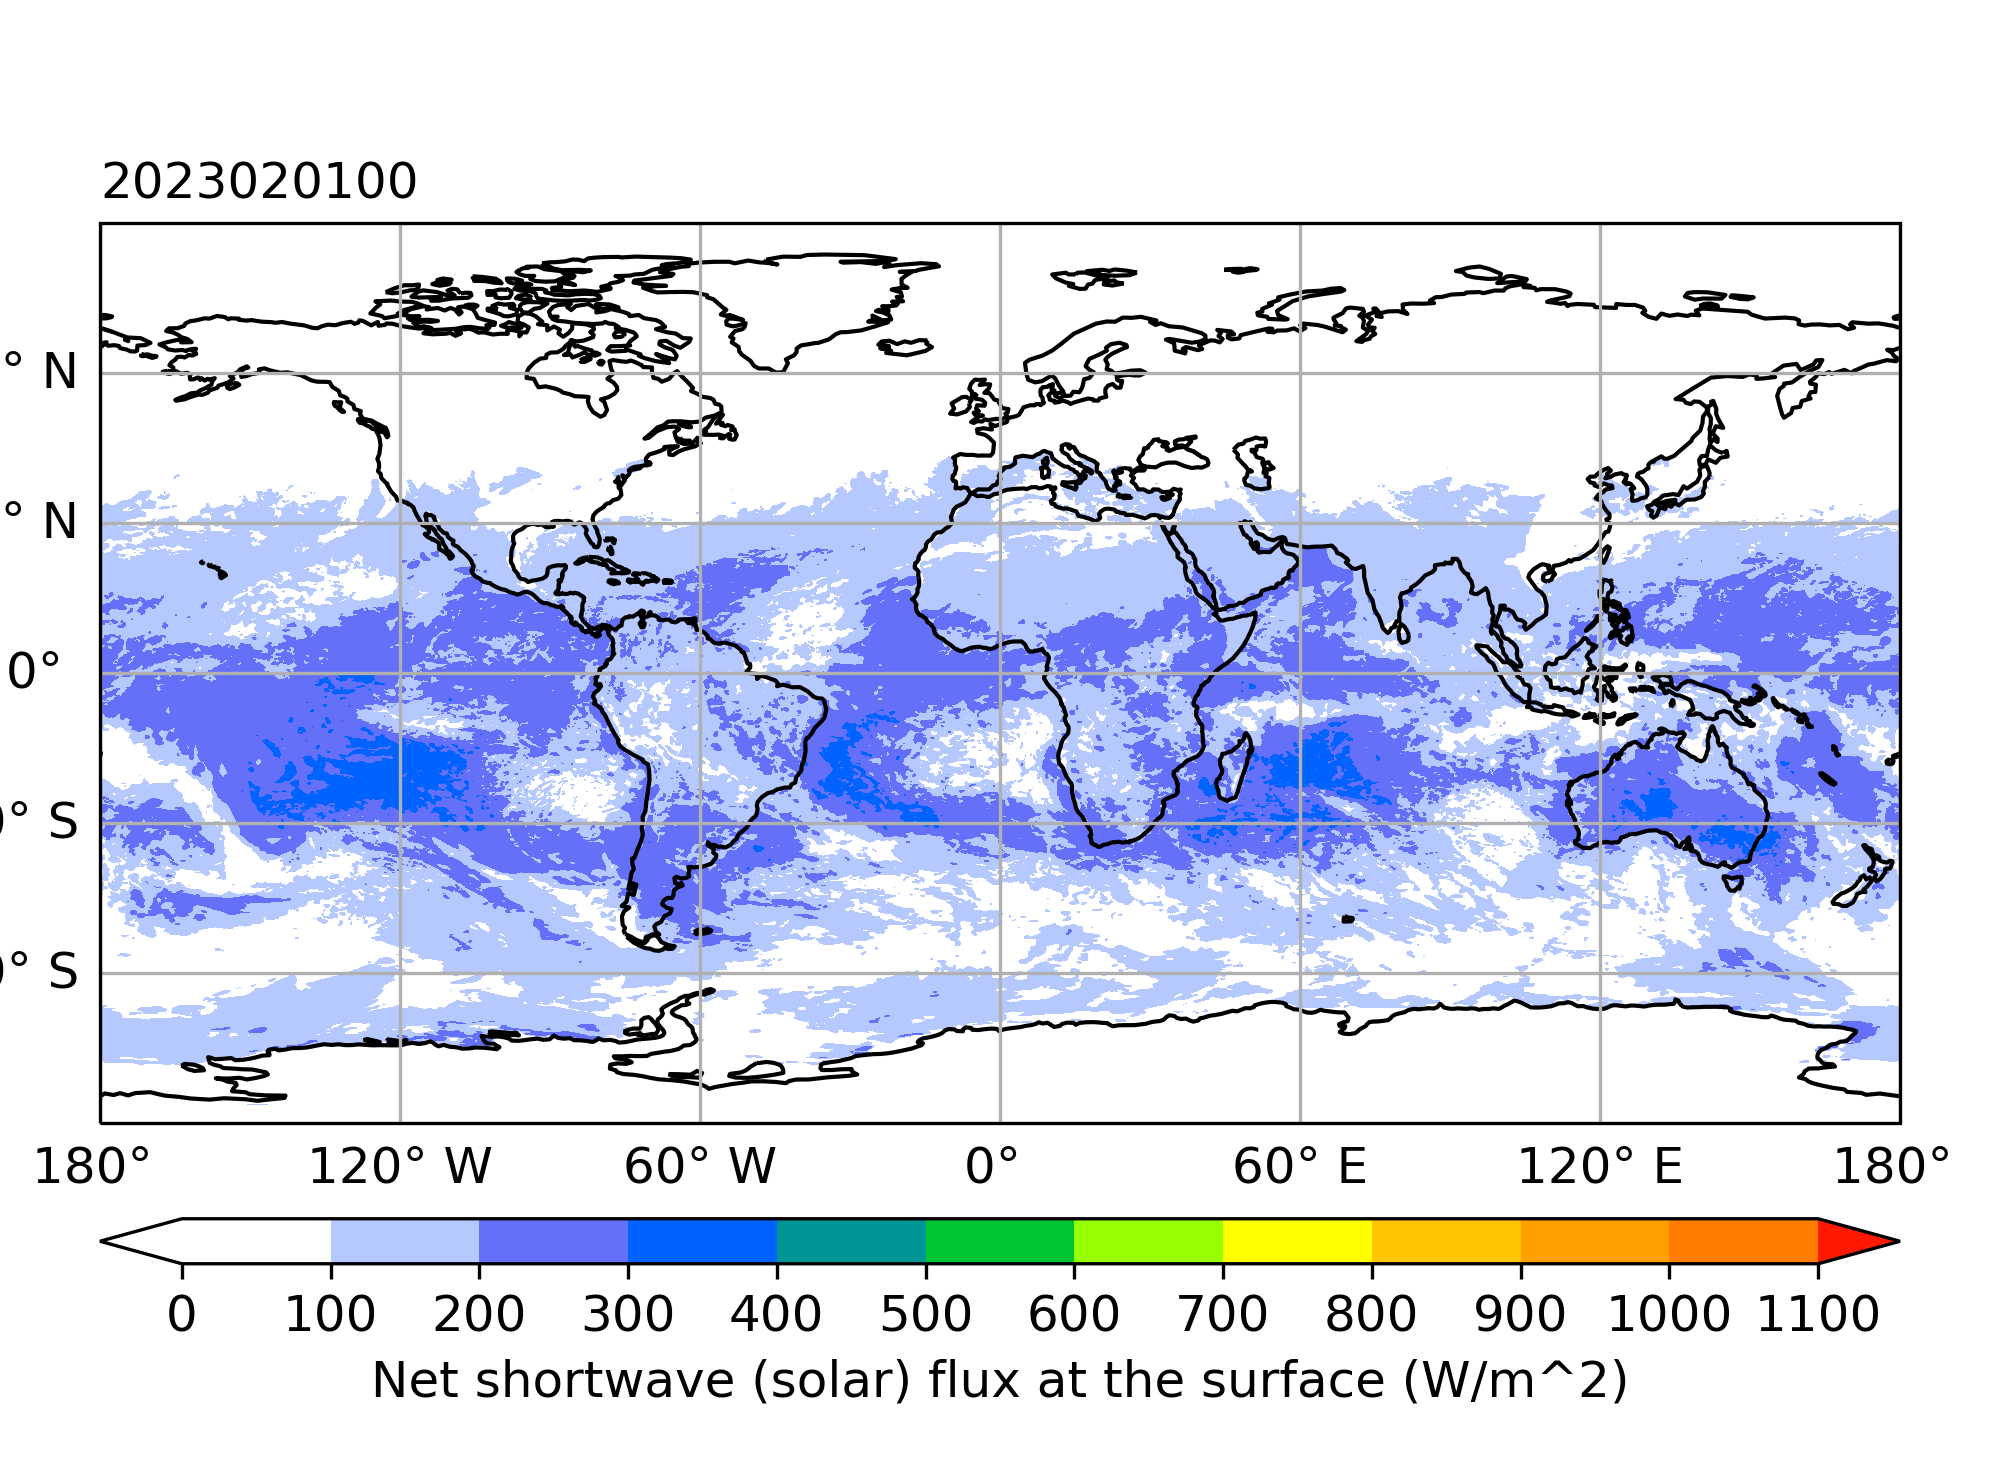 2023020100
° N
° N
0°
° S
° S
180° 120° W 60° W 0° 60° E 120° E 180°
0 100 200 300 400 500 600 700 800 900 1000 1100
Net shortwave (solar) flux at the surface (W/m^2)